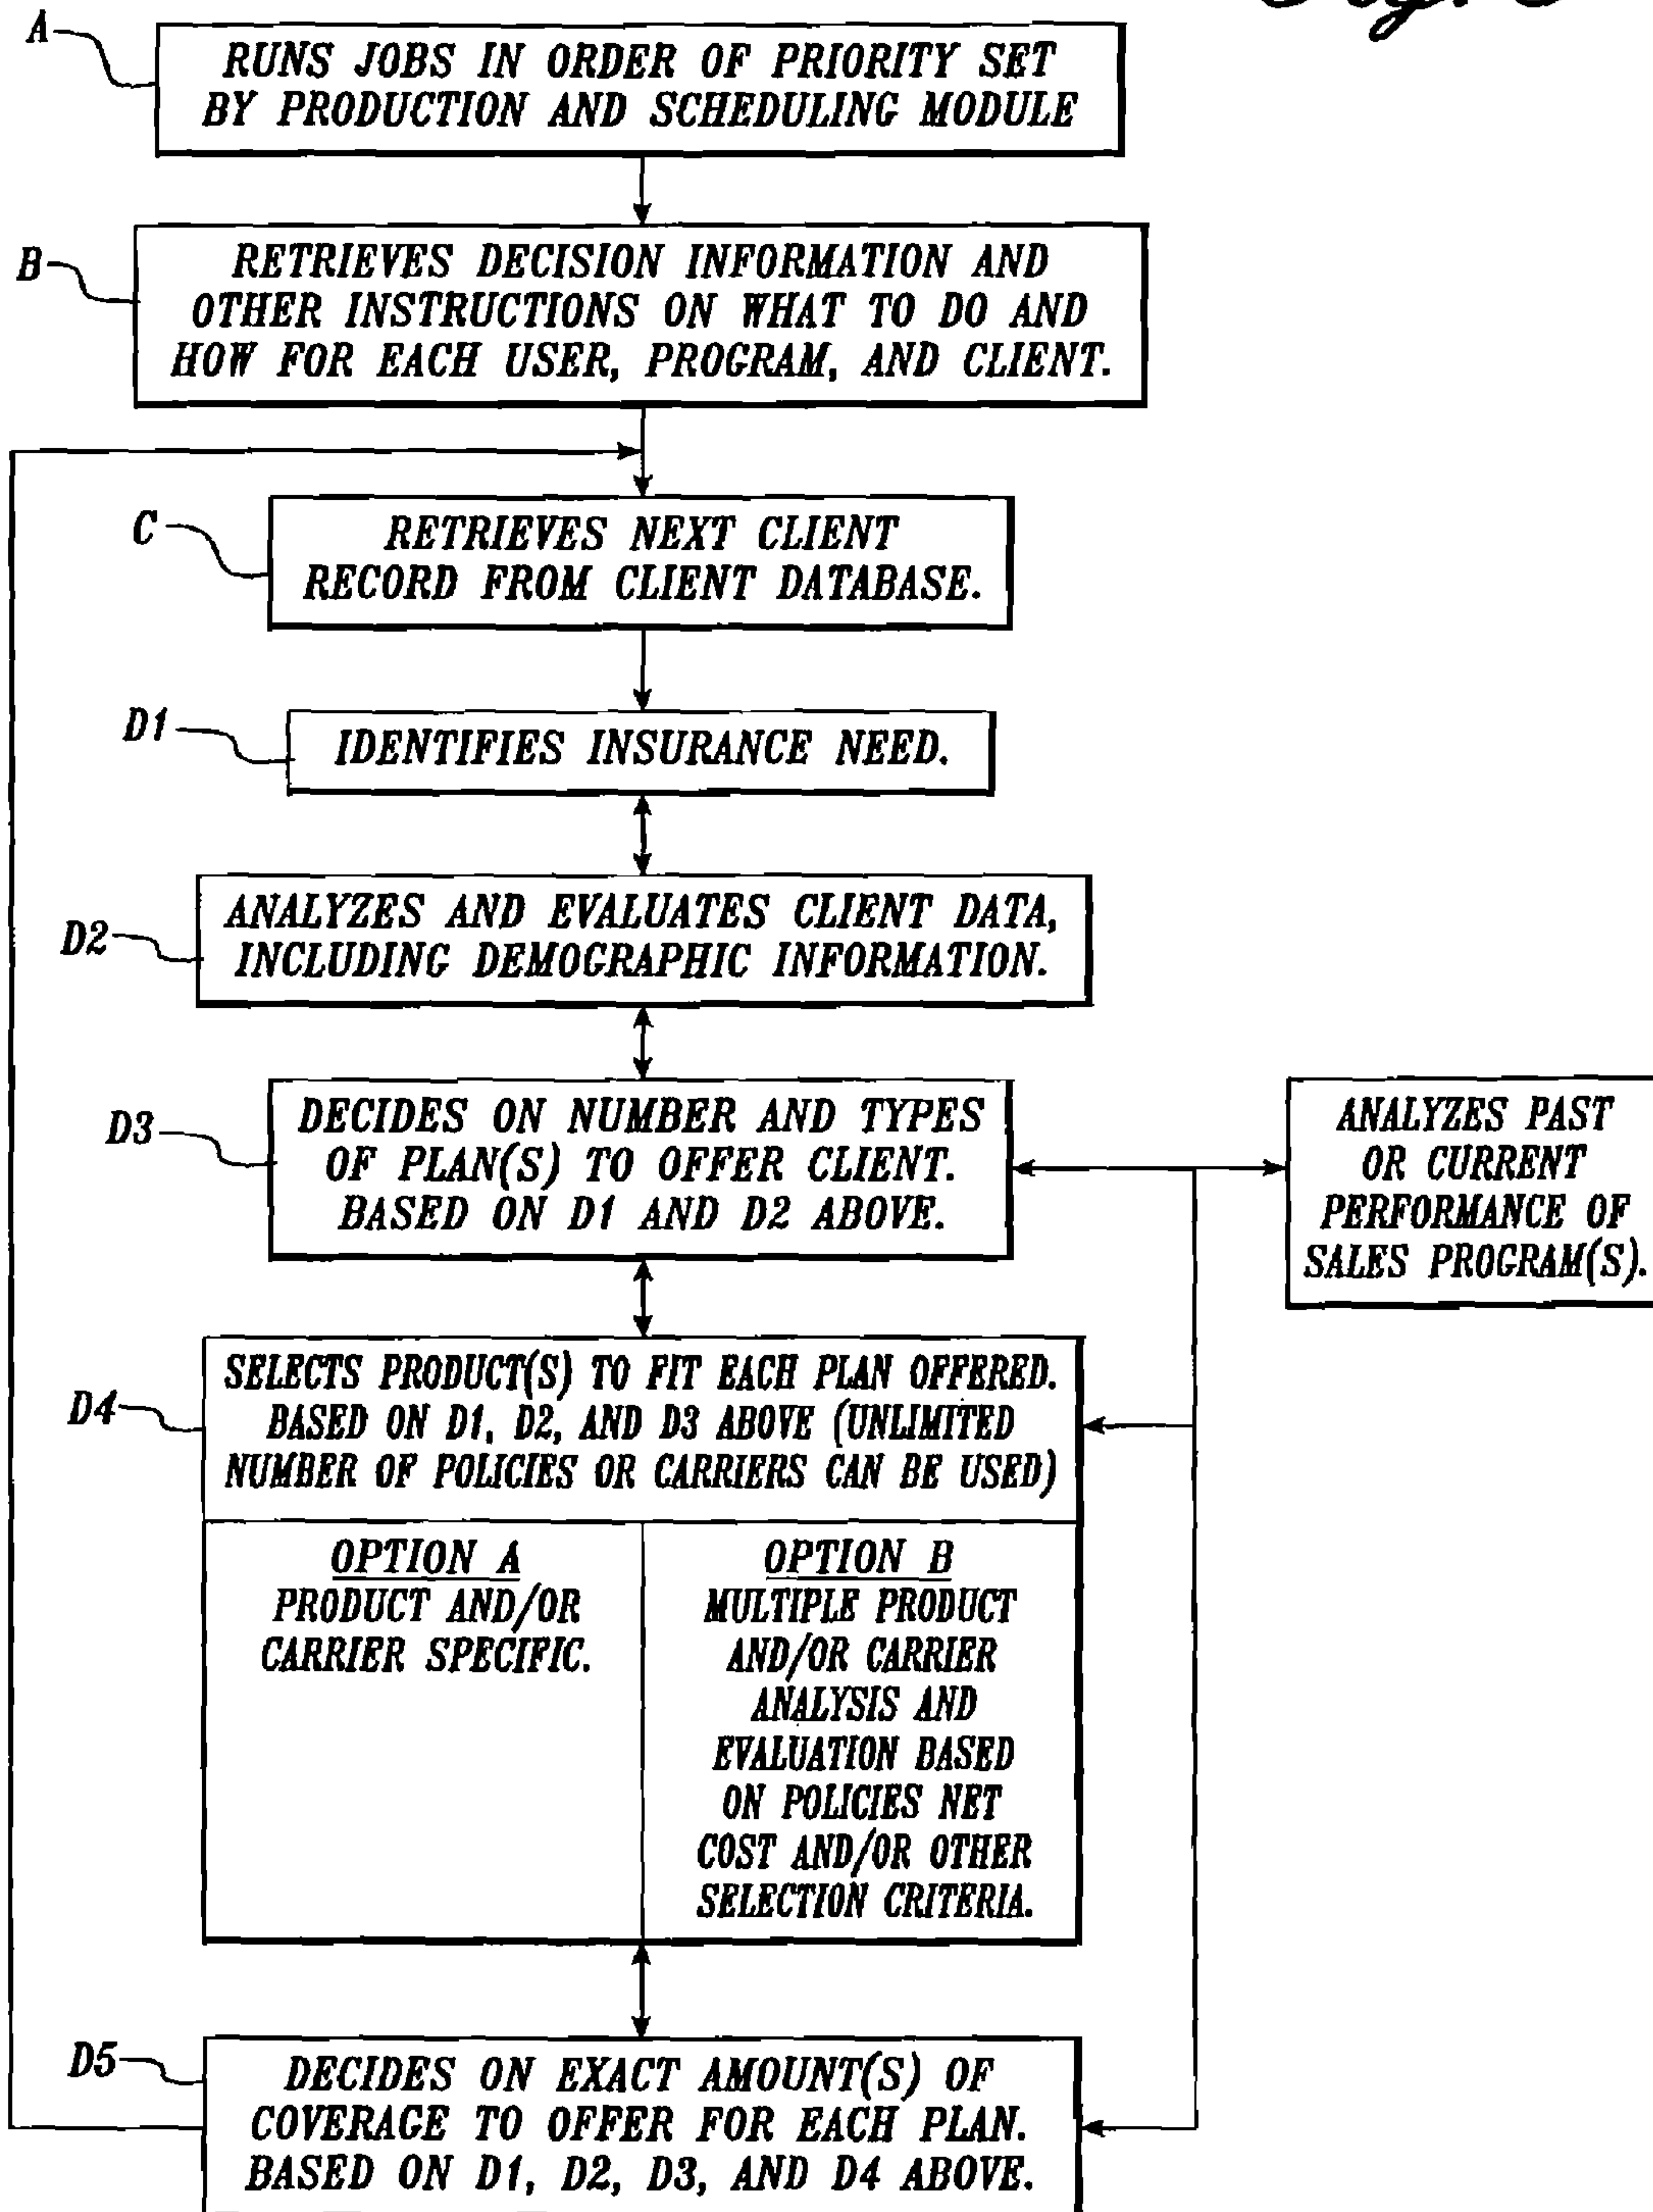 A
RUNS JOBS IN ORDER OF PRIORITY SET
BY PRODUCTION AND SCHEDULING MODULE
B
RETRIEVES DECISION INFORMATION AND
OTHER INSTRUCTIONS ON WHAT TO DO AND
HOW FOR EACH USER, PROGRAM, AND CLIENT.
C
RETRIEVES NEXT CLIENT
RECORD FROM CLIENT DATABASE.
D1
IDENTIFIES INSURANCE NEED.
D2
ANALYZES AND EVALUATES CLIENT DATA,
INCLUDING DEMOGRAPHIC INFORMATION.
D3
DECIDES ON NUMBER AND TYPES
OF PLAN(S) TO OFFER CLIENT.
BASED ON D1 AND D2 ABOVE.
ANALYZES PAST
OR CURRENT
PERFORMANCE OF
SALES PROGRAM(S).
D4
SELECTS PRODUCT(S) TO FIT EACH PLAN OFFERED.
BASED ON D1, D2, AND D3 ABOVE (UNLIMITED
NUMBER OF POLICIES OR CARRIERS CAN BE USED)
OPTION A
PRODUCT AND/OR
CARRIER SPECIFIC.
OPTION B
MULTIPLE PRODUCT
AND/OR CARRIER
ANALYSIS AND
EVALUATION BASED
ON POLICIES NET
COST AND/OR OTHER
SELECTION CRITERIA.
D5
DECIDES ON EXACT AMOUNT(S) OF
COVERAGE TO OFFER FOR EACH PLAN.
BASED ON D1, D2, D3, AND D4 ABOVE.